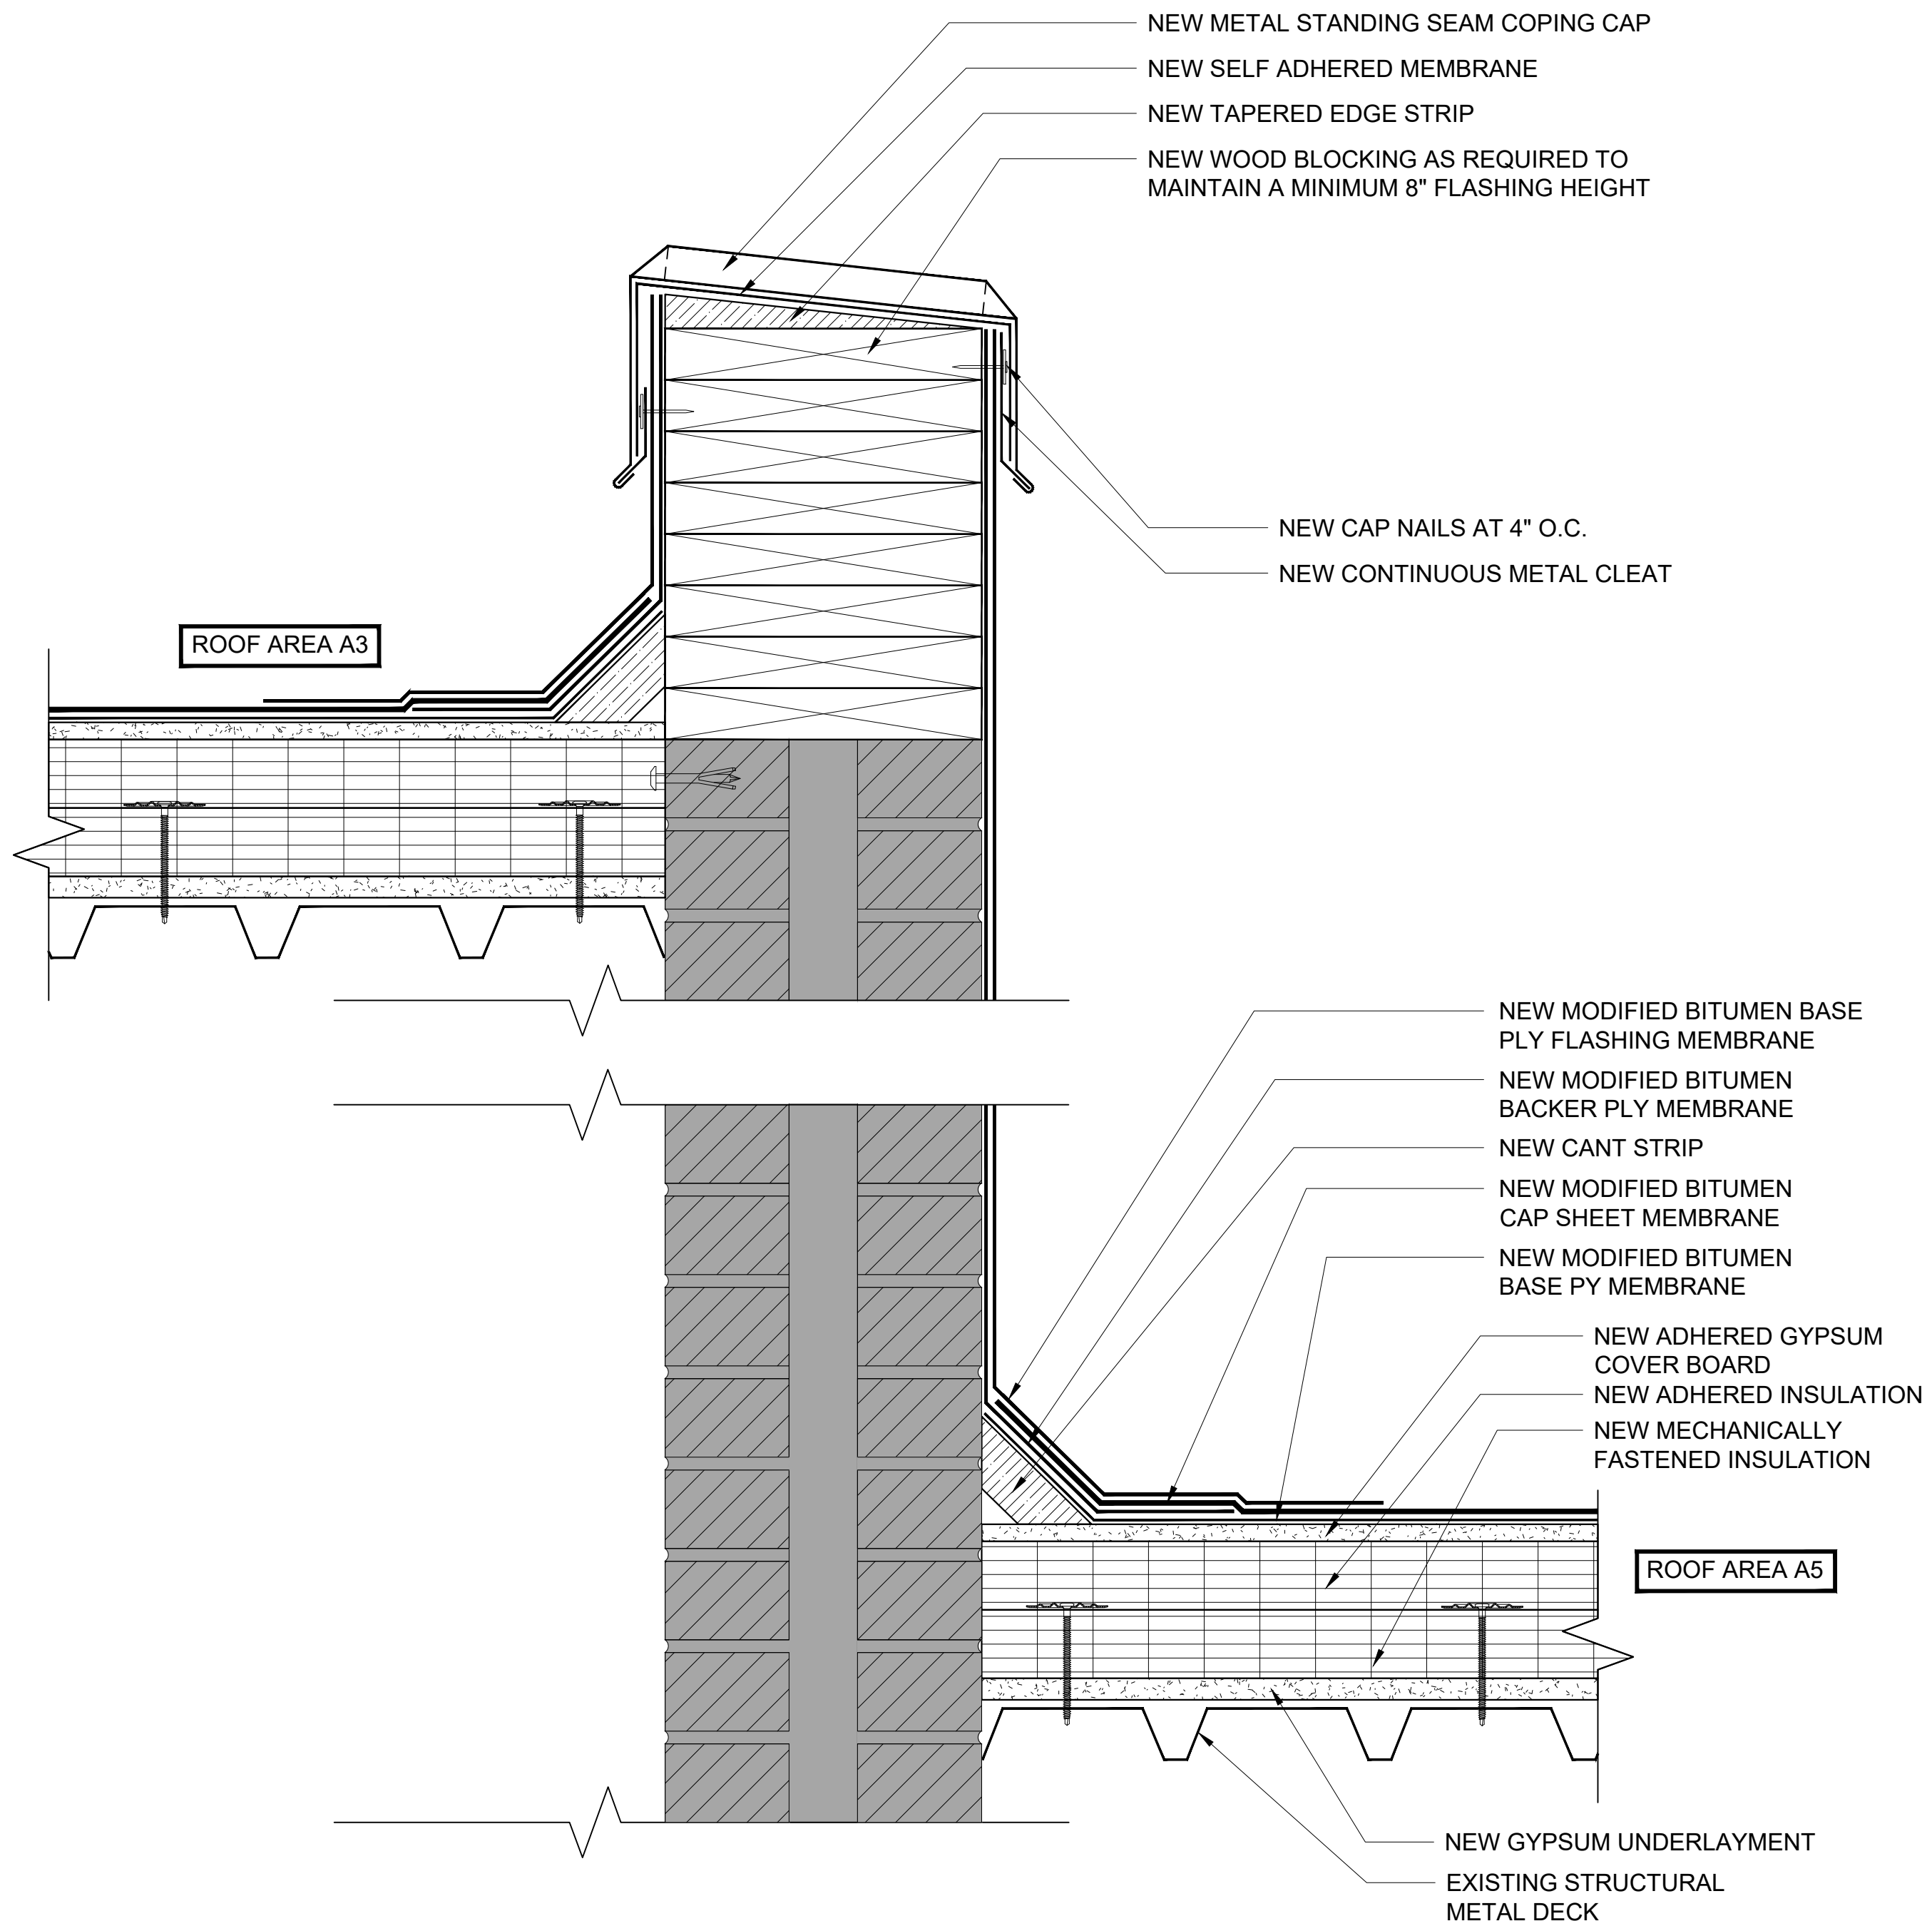 NEW METAL STANDING SEAM COPING CAP
NEW SELF ADHERED MEMBRANE
NEW TAPERED EDGE STRIP
NEW WOOD BLOCKING AS REQUIRED TO
MAINTAIN A MINIMUM 8" FLASHING HEIGHT
NEW CAP NAILS AT 4" O.C.
NEW CONTINUOUS METAL CLEAT
ROOF AREA A3
NEW MODIFIED BITUMEN BASE
PLY FLASHING MEMBRANE
NEW MODIFIED BITUMEN
BACKER PLY MEMBRANE
NEW CANT STRIP
NEW MODIFIED BITUMEN
CAP SHEET MEMBRANE
NEW MODIFIED BITUMEN
BASE PY MEMBRANE
NEW ADHERED GYPSUM
COVER BOARD
NEW ADHERED INSULATION
NEW MECHANICALLY
FASTENED INSULATION
ROOF AREA A5
NEW GYPSUM UNDERLAYMENT
EXISTING STRUCTURAL
METAL DECK